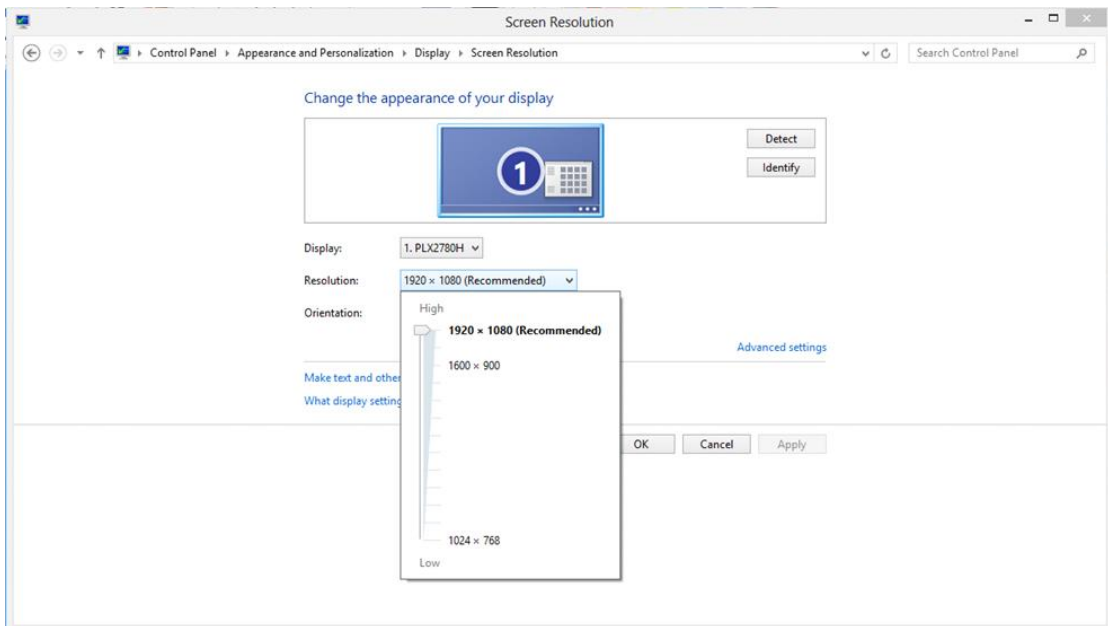 Screen Resolution
Control Panel Appearance and Personalization Display Screen Resolution
Search Control Panel
Change the appearance of your display
1
Detect
Identify
Display: 1. PLX2780H
Resolution: 1920 × 1080 (Recommended)
Orientation:
High
1920 × 1080 (Recommended)
1600 × 900
1024 × 768
Low
Advanced settings
Make text and other
What display setting
OK Cancel Apply